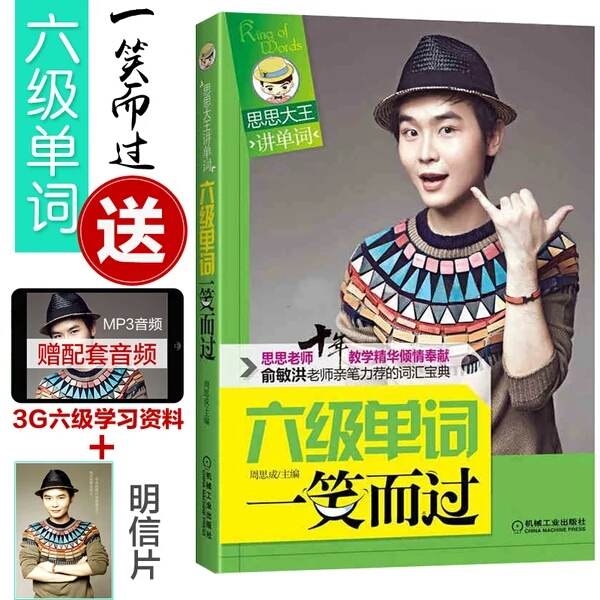 六级单词
一笑而过
送
MP3音频
赠配套音频
3G六级学习资料
+
明信片
思思大王讲单词
六级单词
一笑而过
周思成/主编
机械工业出版社
King of Words
思思大王
讲单词
思思老师 十年 教学精华倾情奉献
俞敏洪老师亲笔力荐的词汇宝典
六级单词
周思成/主编
一笑而过
机械工业出版社
CHINA MACHINE PRESS